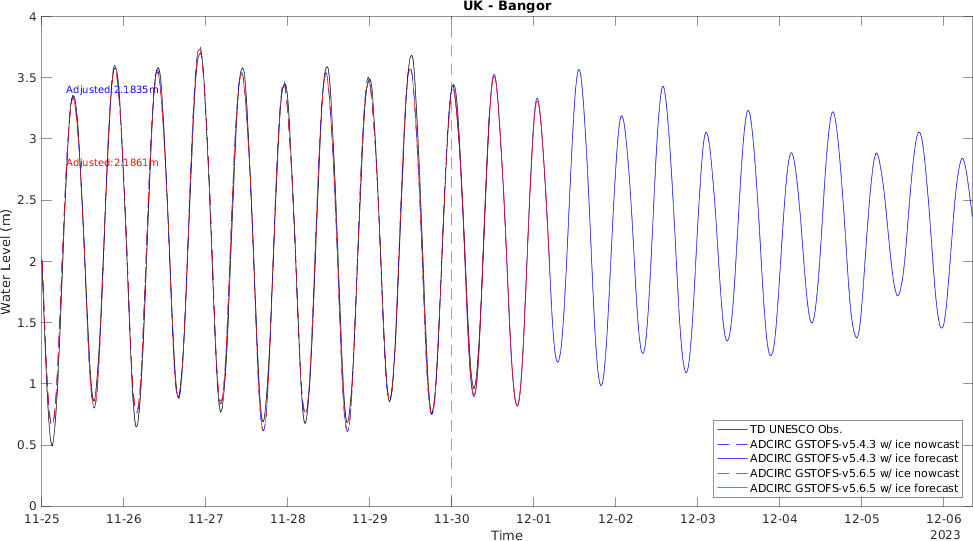 UK - Bangor
4
3.5
3
2.5
2
1.5
1
0.5
0
Water Level (m)
Adjusted:2.1835m
Adjusted:2.1861m
TD UNESCO Obs.
ADCIRC GSTOFS-v5.4.3 w/ ice nowcast
ADCIRC GSTOFS-v5.4.3 w/ ice forecast
ADCIRC GSTOFS-v5.6.5 w/ ice nowcast
ADCIRC GSTOFS-v5.6.5 w/ ice forecast
11-25 11-26 11-27 11-28 11-29 11-30 12-01 12-02 12-03 12-04 12-05 12-06
Time
2023